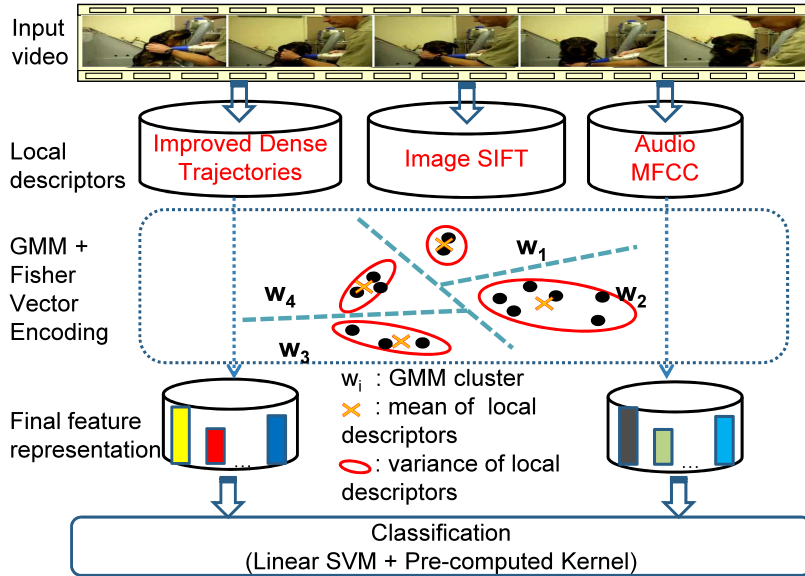 Input
video
Local
descriptors
Improved Dense
Trajectories
Image SIFT
Audio
MFCC
GMM +
Fisher
Vector
Encoding
w1
w2
w4
w3
wi : GMM cluster
: mean of local
descriptors
: variance of local
descriptors
Final feature
representation
...
...
Classification
(Linear SVM + Pre-computed Kernel)